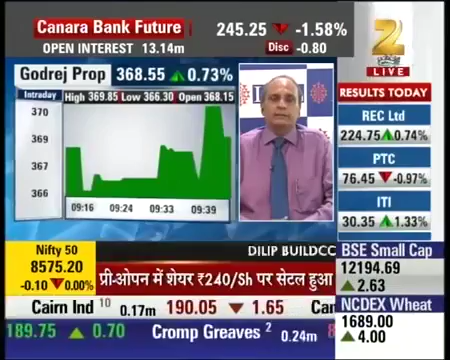 Canara Bank Future 245.25 -1.58%
OPEN INTEREST 13.14m Disc -0.80
Z
LIVE
Godrej Prop 368.55 0.73%
Intraday High 369.85 Low 366.30 Open 368.15
370
369
367
366
09:16 09:24 09:33 09:39
RESULTS TODAY
REC Ltd
224.75 0.74%
PTC
76.45 -0.97%
ITI
30.35 1.33%
Nifty 50
8575.20
-0.10 0.00%
DILIP BUILDCO
प्री-ओपन में शेयर ₹240/Sh पर सेटल हुआ
BSE Small Cap
12194.69
2.63
Cairn Ind 10 0.17m 190.05 1.65 Can
NCDEX Wheat
1689.00
4.00
189.75 0.70 Cromp Greaves 2 0.24m